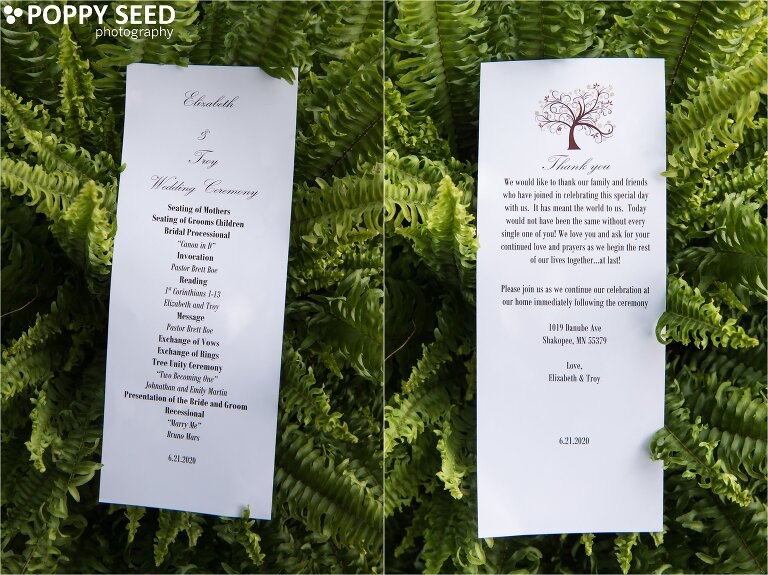 POPPY SEED
photography
Elizabeth
&
Troy
Wedding Ceremony
Seating of Mothers
Seating of Grooms Children
Bridal Processional
"Canon in D"
Invocation
Pastor Brett Boe
Reading
1st Corinthians 1-13
Elizabeth and Troy
Message
Pastor Brett Boe
Exchange of Vows
Exchange of Rings
Tree Unity Ceremony
"Two Becoming One"
Johnathan and Emily Martin
Presentation of the Bride and Groom
Recessional
"Marry Me"
Bruno Mars
6.21.2020
Thank you
We would like to thank our family and friends
who have joined in celebrating this special day
with us. It has meant the world to us. Today
would not have been the same without every
single one of you! We love you and ask for your
continued love and prayers as we begin the rest
of our lives together...at last!
Please join us as we continue our celebration at
our home immediately following the ceremony
1019 Danube Ave
Shakopee, MN 55379
Love,
Elizabeth & Troy
6.21.2020